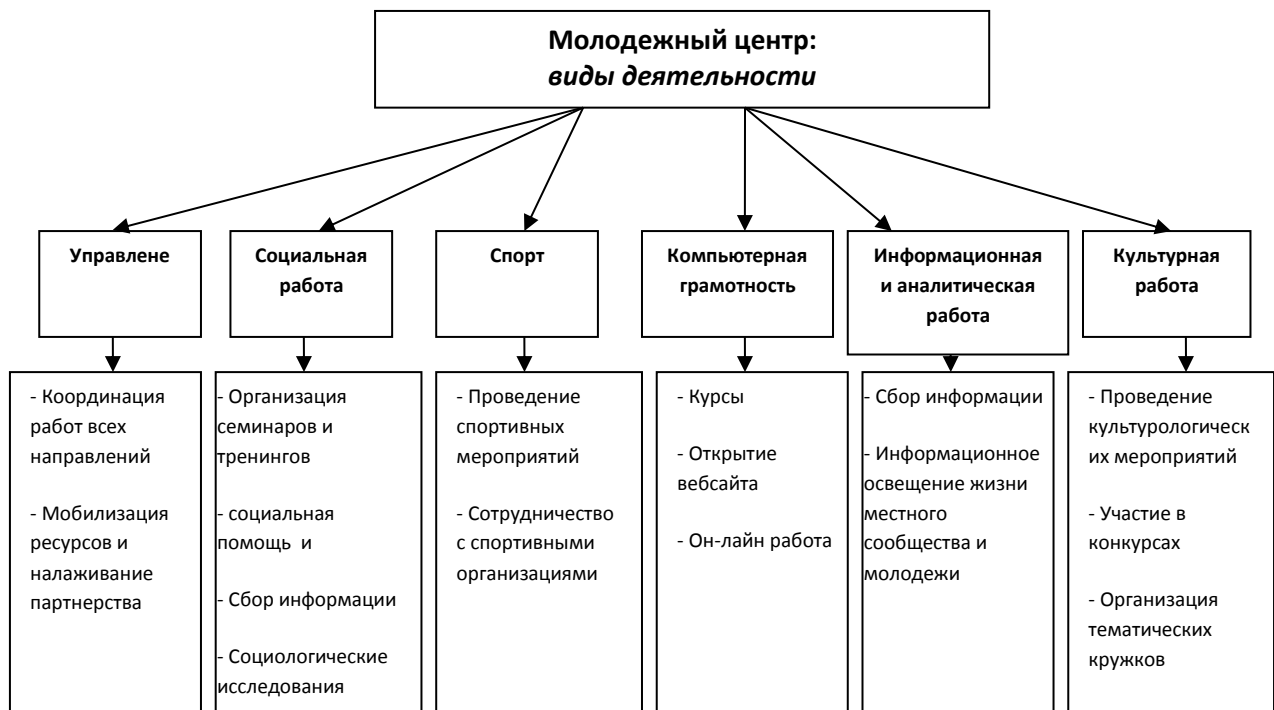 Молодежный центр:
виды деятельности
Управлене
Социальная
работа
Спорт
Компьютерная
грамотность
Информационная
и аналитическая
работа
Культурная
работа
- Координация
работ всех
направлений
- Мобилизация
ресурсов и
налаживание
партнерства
- Организация
семинаров и
тренингов
- социальная
помощь и
- Сбор информации
- Социологические
исследования
- Проведение
спортивных
мероприятий
- Сотрудничество
с спортивными
организациями
- Курсы
- Открытие
вебсайта
- Он-лайн работа
- Сбор информации
- Информационное
освещение жизни
местного
сообщества и
молодежи
- Проведение
культурологическ
их мероприятий
- Участие в
конкурсах
- Организация
тематических
кружков